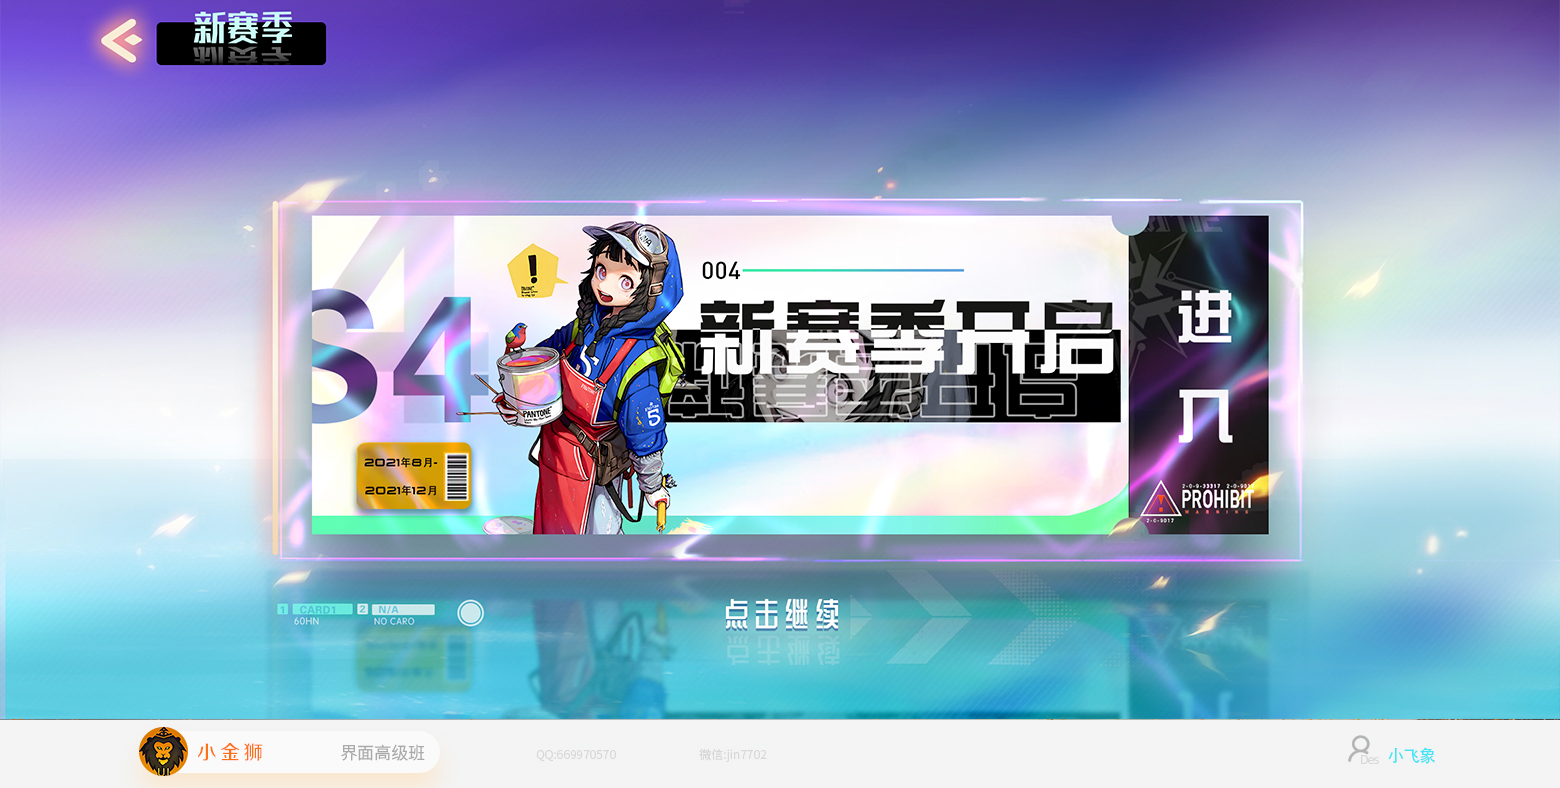 新赛季
S4
!
004
新赛季开启
进
入
PANTONE
5
2021年8月-
2021年12月
2-0-9-33317 2-0-9017
PROHIBIT
WARNING
2-0-9017
1 CARD1 2 N/A
60HN NO CARO
点击继续
小金狮 界面高级班 QQ:669970570 微信:jin7702 Des 小飞象